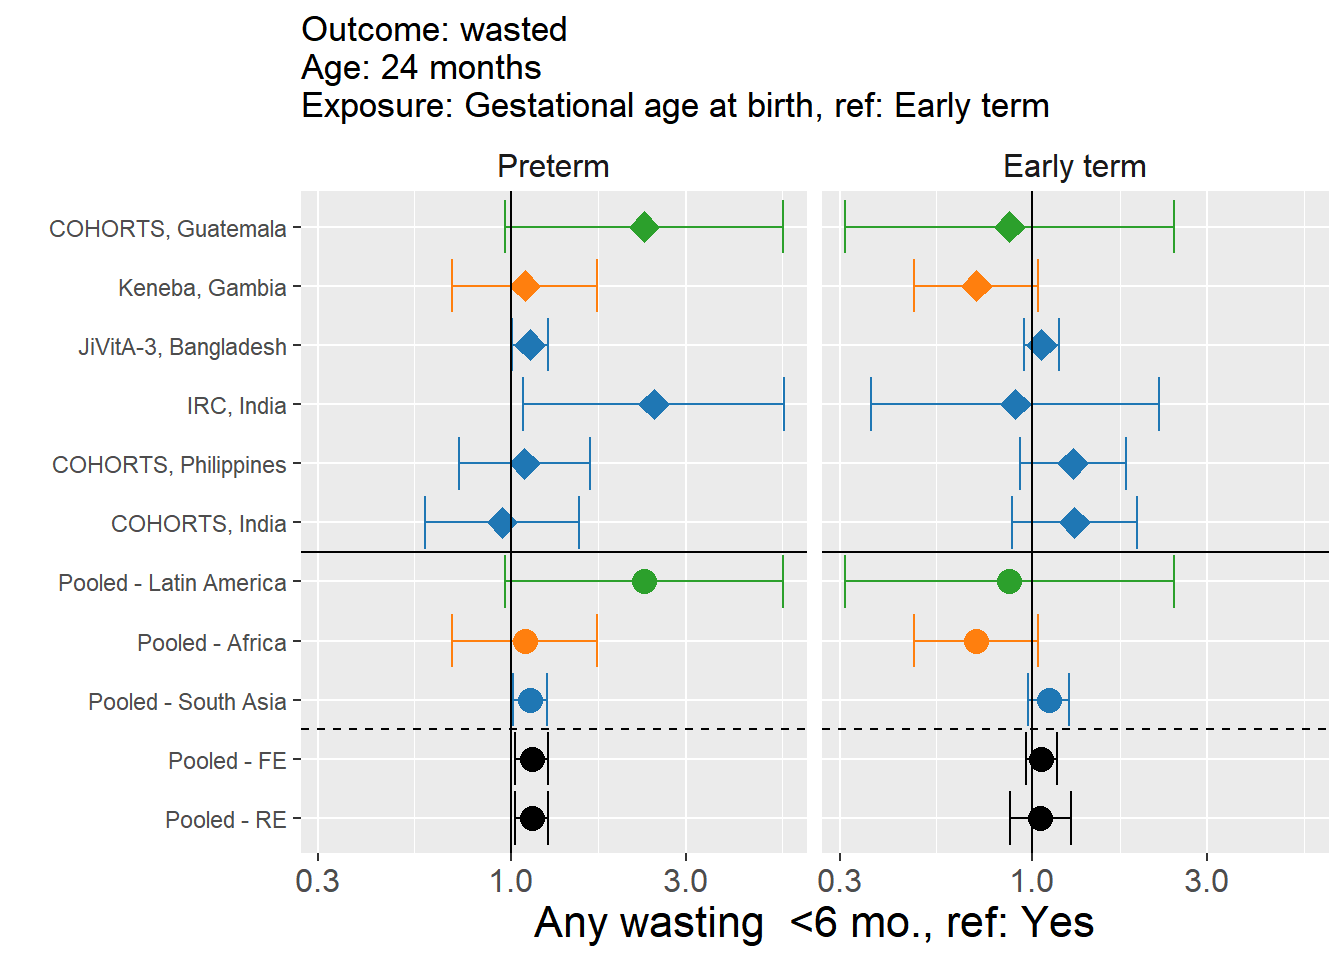 Outcome: wasted
Age: 24 months
Exposure: Gestational age at birth, ref: Early term
Preterm
Early term
COHORTS, Guatemala
Keneba, Gambia
JiVitA-3, Bangladesh
IRC, India
COHORTS, Philippines
COHORTS, India
Pooled - Latin America
Pooled - Africa
Pooled - South Asia
Pooled - FE
Pooled - RE
0.3 1.0 3.0 0.3 1.0 3.0
Any wasting  <6 mo., ref: Yes